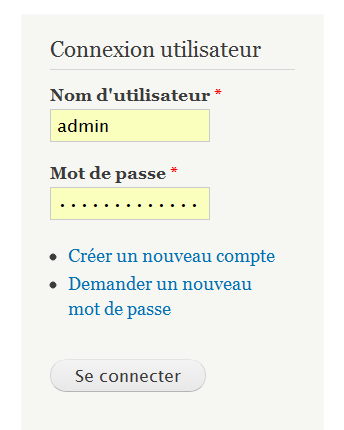 Connexion utilisateur
Nom d'utilisateur *
admin
Mot de passe *
•••••••••••••
Créer un nouveau compte
Demander un nouveau
mot de passe
Se connecter